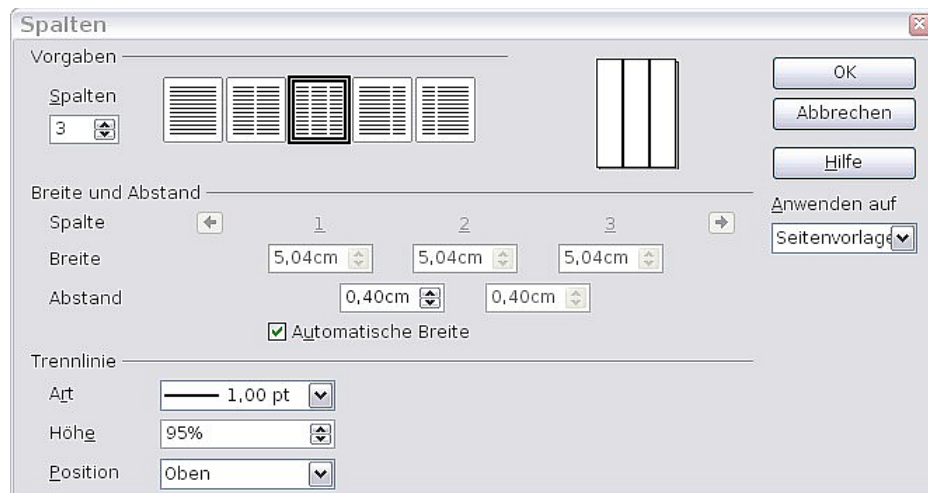 Spalten
Vorgaben
Spalten
3
OK
Abbrechen
Hilfe
Anwenden auf
Seitenvorlage
Breite und Abstand
Spalte 1 2 3
Breite 5,04cm 5,04cm 5,04cm
Abstand 0,40cm 0,40cm
Automatische Breite
Trennlinie
Art 1,00 pt
Höhe 95%
Position Oben